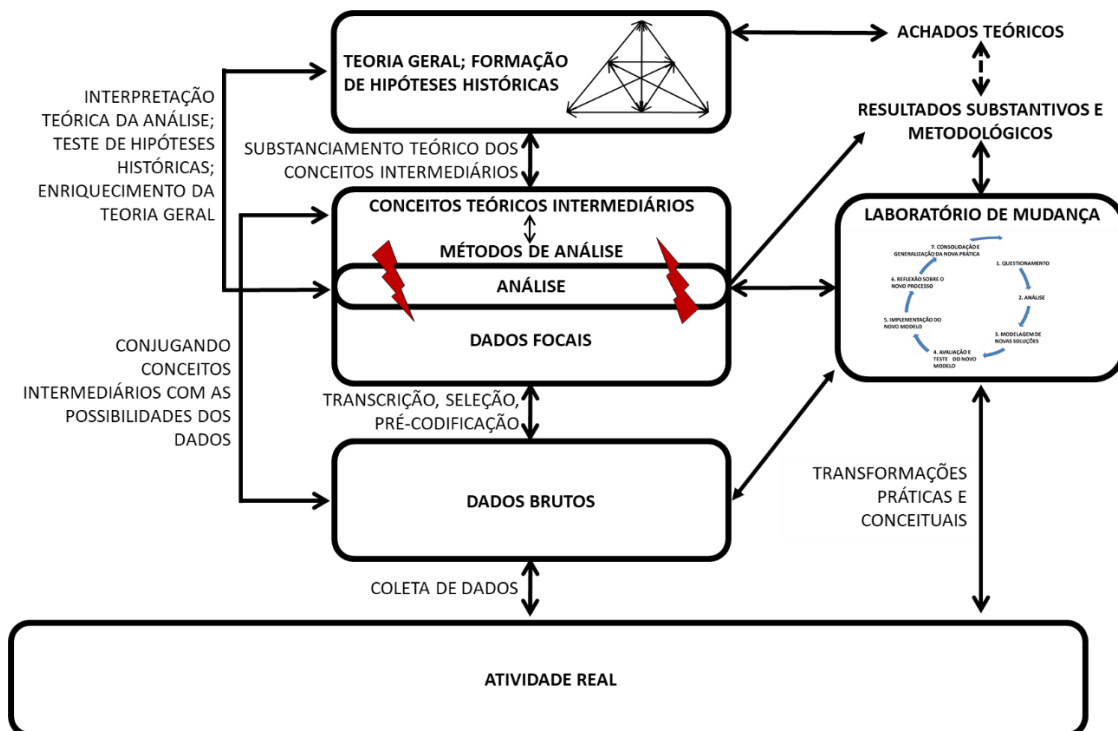 TEORIA GERAL; FORMAÇÃO
DE HIPÓTESES HISTÓRICAS
ACHADOS TEÓRICOS
INTERPRETAÇÃO
TEÓRICA DA ANÁLISE;
TESTE DE HIPÓTESES
HISTÓRICAS;
ENRIQUECIMENTO DA
TEORIA GERAL
RESULTADOS SUBSTANTIVOS E
METODOLÓGICOS
SUBSTANCIAMENTO TEÓRICO DOS
CONCEITOS INTERMEDIÁRIOS
CONCEITOS TEÓRICOS INTERMEDIÁRIOS
MÉTODOS DE ANÁLISE
ANÁLISE
DADOS FOCAIS
LABORATÓRIO DE MUDANÇA
7. CONSOLIDAÇÃO E
GENERALIZAÇÃO DA NOVA PRÁTICA
1. QUESTIONAMENTO
6. REFLEXÃO SOBRE O
NOVO PROCESSO
2. ANÁLISE
5. IMPLEMENTAÇÃO DO
NOVO MODELO
3. MODELAGEM DE
NOVAS SOLUÇÕES
4. AVALIAÇÃO E
TESTE DO NOVO
MODELO
CONJUGANDO
CONCEITOS
INTERMEDIÁRIOS COM AS
POSSIBILIDADES DOS
DADOS
TRANSCRIÇÃO, SELEÇÃO,
PRÉ-CODIFICAÇÃO
DADOS BRUTOS
TRANSFORMAÇÕES
PRÁTICAS E
CONCEITUAIS
COLETA DE DADOS
ATIVIDADE REAL